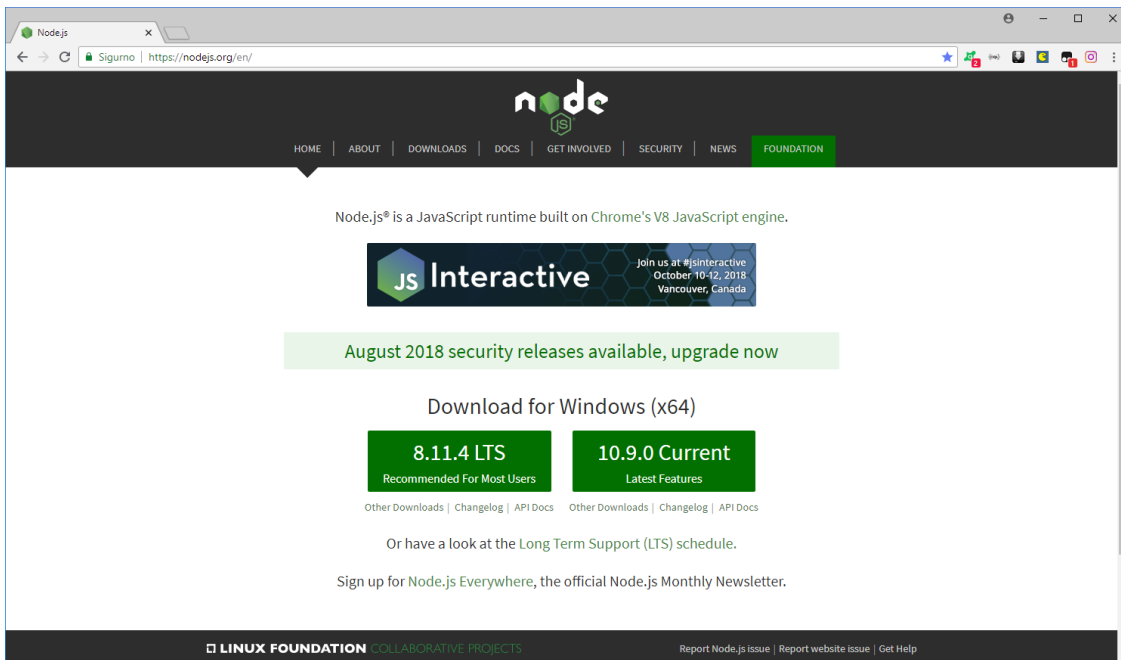 Node.js
Sigurno | https://nodejs.org/en/
2
1
node
JS
HOME | ABOUT | DOWNLOADS | DOCS | GET INVOLVED | SECURITY | NEWS FOUNDATION
Node.js® is a JavaScript runtime built on Chrome's V8 JavaScript engine.
JS Interactive
Join us at #jsinteractive
October 10-12, 2018
Vancouver, Canada
August 2018 security releases available, upgrade now
Download for Windows (x64)
8.11.4 LTS
Recommended For Most Users
Other Downloads | Changelog | API Docs
10.9.0 Current
Latest Features
Other Downloads | Changelog | API Docs
Or have a look at the Long Term Support (LTS) schedule.
Sign up for Node.js Everywhere, the official Node.js Monthly Newsletter.
LINUX FOUNDATION COLLABORATIVE PROJECTS
Report Node.js issue | Report website issue | Get Help